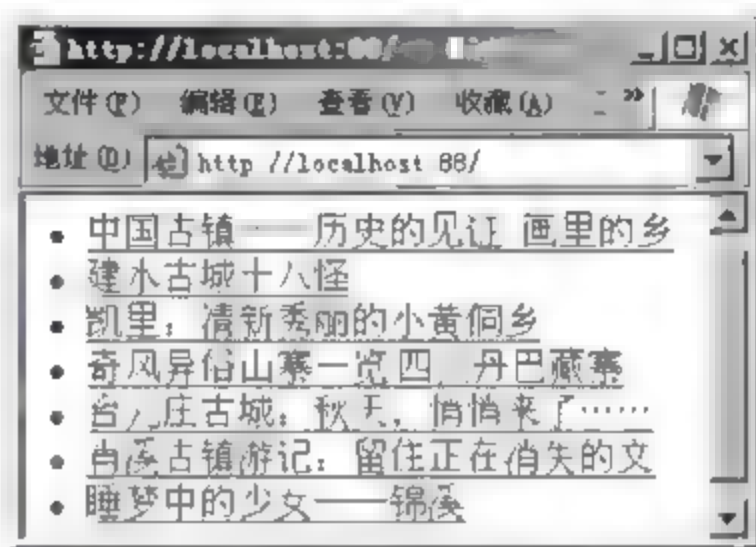 http://localhost:88/
文件(F) 编辑(E) 查看(V) 收藏(A) »
地址(D) http //localhost 88/
中国古镇——历史的见证 画里的乡
建水古城十八怪
凯里：清新秀丽的小黄侗乡
奇风异俗山寨一览四 丹巴藏寨
台儿庄古城：秋天，悄悄来了……
古镇游记：留住正在消失的文
睡梦中的少女——锦溪